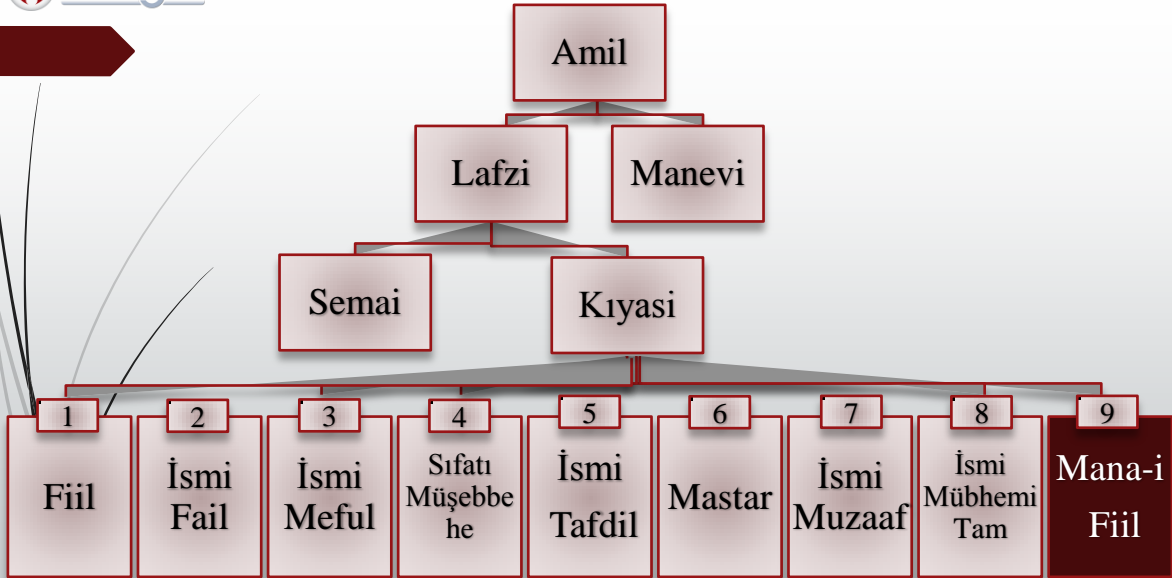 Amil
Lafzi
Manevi
Semai
Kıyasi
1
2
3
4
5
6
7
8
9
Fiil
İsmi
Fail
İsmi
Meful
Sıfatı
Müşebbe
he
İsmi
Tafdil
Mastar
İsmi
Muzaaf
İsmi
Mübhemi
Tam
Mana-i
Fiil